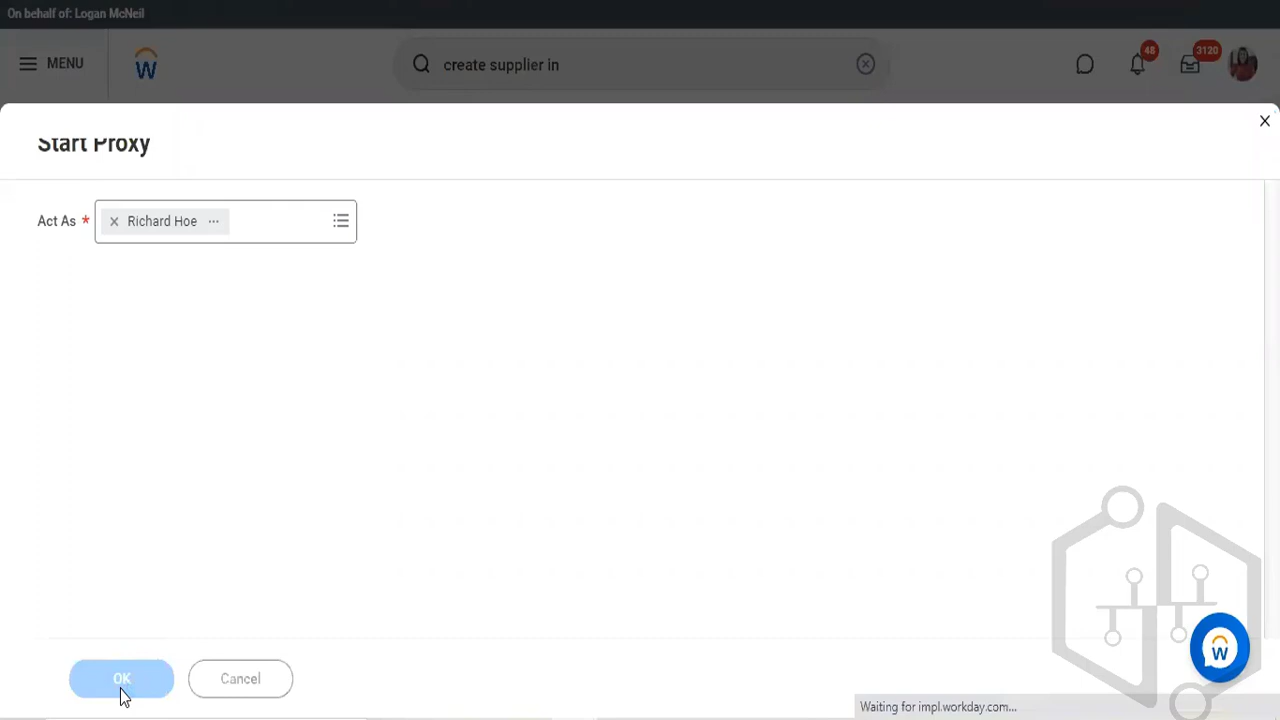 On behalf of: Logan McNeil
MENU
create supplier in
48
3120
Start Proxy
Act As *
Richard Hoe
OK
Cancel
Waiting for impl.workday.com...